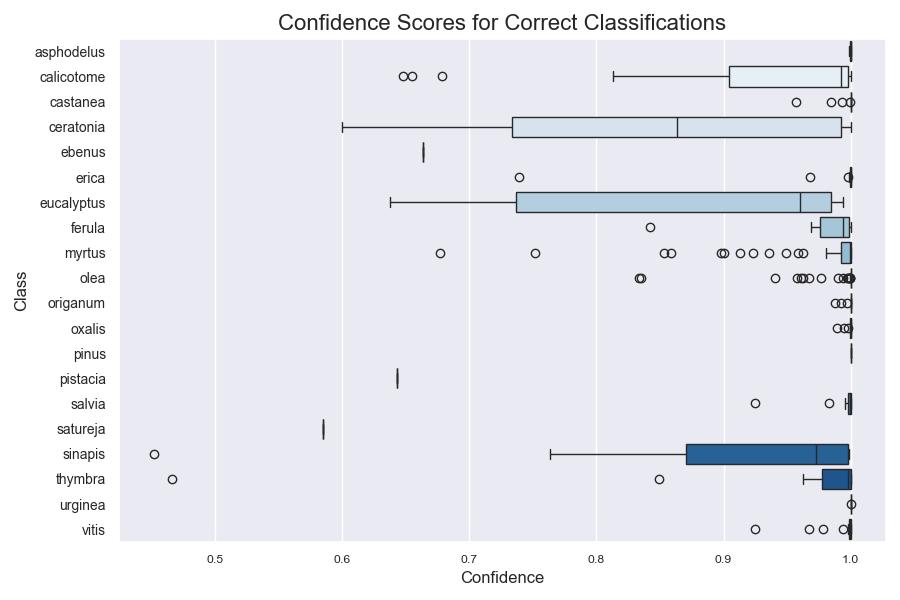 Confidence Scores for Correct Classifications
asphodelus
calicotome
castanea
ceratonia
ebenus
erica
eucalyptus
ferula
myrtus
olea
origanum
oxalis
pinus
pistacia
salvia
satureja
sinapis
thymbra
urginea
vitis
Class
0.5 0.6 0.7 0.8 0.9 1.0
Confidence